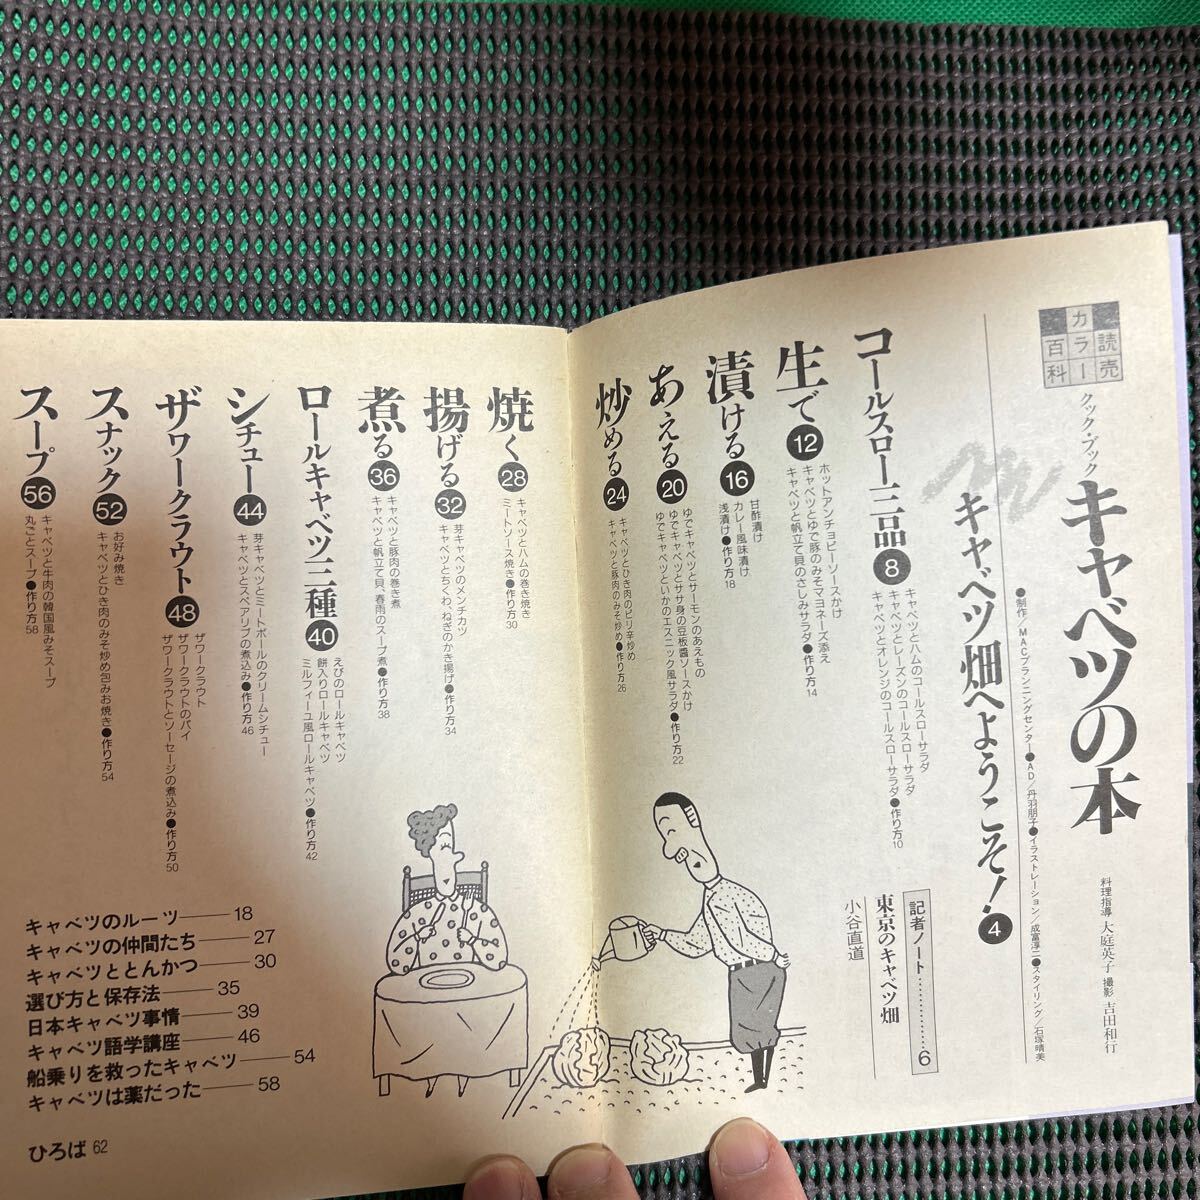 読売
カラー
百科
クック・ブック
キャベツの本
料理指導 大庭英子 撮影 吉田和行
●制作／MACプランニングセンター●AD／丹羽朋子●イラストレーション／成富淳二●スタイリング／石塚晴美
キャベツ畑へようこそ！4
記者ノート…………6
東京のキャベツ畑
小谷直道
コールスロー三品8
キャベツとハムのコールスローサラダ
キャベツとレーズンのコールスローサラダ
キャベツとオレンジのコールスローサラダ●作り方10
生で12
ホットアンチョビーソースかけ
キャベツとゆで豚のみそマヨネーズ添え
キャベツと帆立て貝のさしみサラダ●作り方14
漬ける16
甘酢漬け
カレー風味漬け
浅漬け●作り方18
あえる20
ゆでキャベツとサーモンのあえもの
ゆでキャベツとササ身の豆板醬ソースかけ
ゆでキャベツといかのエスニック風サラダ●作り方22
炒める24
キャベツとひき肉のピリ辛炒め
キャベツと豚肉のみそ炒め●作り方26
焼く28
キャベツとハムの巻き焼き
ミートソース焼き●作り方30
揚げる32
芽キャベツのメンチカツ
キャベツとちくわ、ねぎのかき揚げ●作り方34
煮る36
キャベツと豚肉の巻き煮
キャベツと帆立て貝、春雨のスープ煮●作り方38
ロールキャベツ三種40
えびのロールキャベツ
餅入りロールキャベツ
ミルフィーユ風ロールキャベツ●作り方42
シチュー44
芽キャベツとミートボールのクリームシチュー
キャベツとスペアリブの煮込み●作り方46
ザワークラウト48
ザワークラウト
ザワークラウトのパイ
ザワークラウトとソーセージの煮込み●作り方50
スナック52
お好み焼き
キャベツとひき肉のみそ炒め包みお焼き●作り方54
スープ56
キャベツと牛肉の韓国風みそスープ
丸ごとスープ●作り方58
キャベツのルーツ──18
キャベツの仲間たち──27
キャベツととんかつ──30
選び方と保存法──35
日本キャベツ事情──39
キャベツ語学講座──46
船乗りを救ったキャベツ──54
キャベツは薬だった──58
ひろば 62